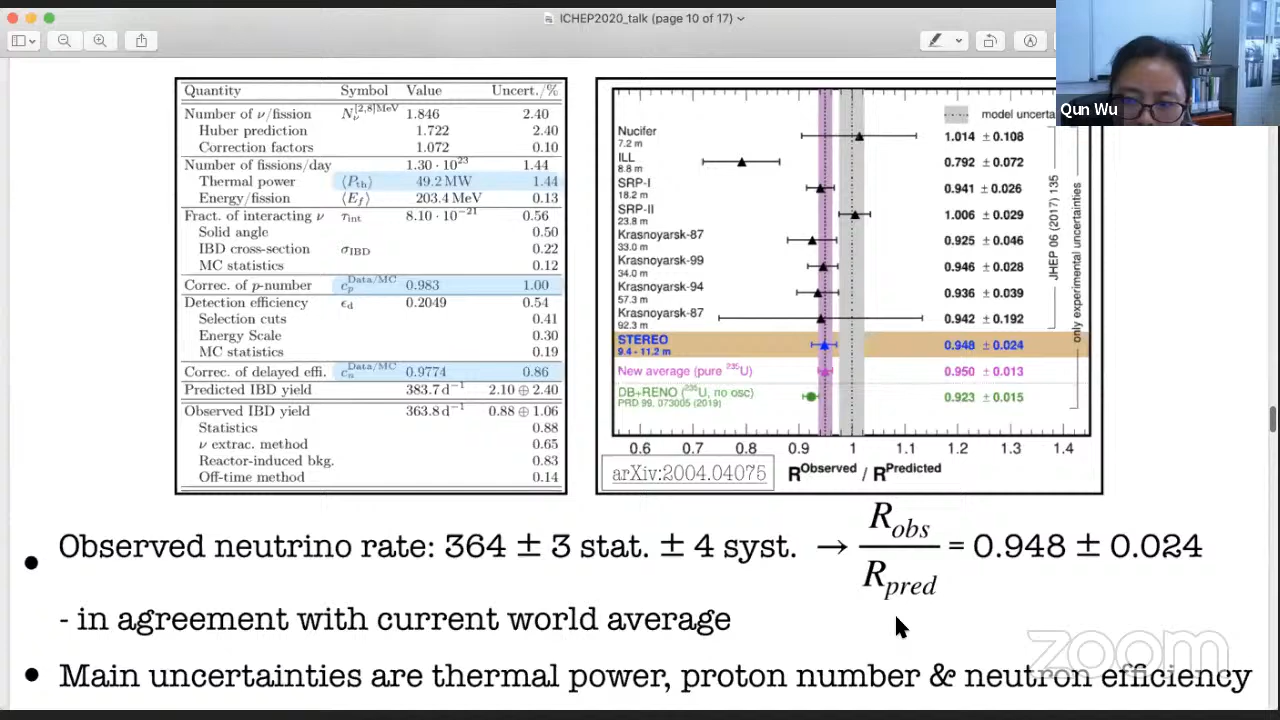 ICHEP2020_talk (page 10 of 17)
Qun Wu
Quantity Symbol Value Uncert./%
Number of ν/fission N_ν^[2,8]MeV 1.846 2.40
Huber prediction 1.722 2.40
Correction factors 1.072 0.10
Number of fissions/day 1.30 · 10^23 1.44
Thermal power ⟨P_th⟩ 49.2 MW 1.44
Energy/fission ⟨E_f⟩ 203.4 MeV 0.13
Fract. of interacting ν τ_int 8.10 · 10^−21 0.56
Solid angle 0.50
IBD cross-section σ_IBD 0.22
MC statistics 0.12
Correc. of p-number c_p^Data/MC 0.983 1.00
Detection efficiency ϵ_d 0.2049 0.54
Selection cuts 0.41
Energy Scale 0.30
MC statistics 0.19
Correc. of delayed effi. c_n^Data/MC 0.9774 0.86
Predicted IBD yield 383.7 d^−1 2.10 ⊕ 2.40
Observed IBD yield 363.8 d^−1 0.88 ⊕ 1.06
Statistics 0.88
ν extrac. method 0.65
Reactor-induced bkg. 0.83
Off-time method 0.14
model uncerta
Nucifer 1.014 ± 0.108
7.2 m
ILL 0.792 ± 0.072
8.8 m
SRP-I 0.941 ± 0.026
18.2 m
SRP-II 1.006 ± 0.029
23.8 m
Krasnoyarsk-87 0.925 ± 0.046
33.0 m
Krasnoyarsk-99 0.946 ± 0.028
34.0 m
Krasnoyarsk-94 0.936 ± 0.039
57.3 m
Krasnoyarsk-87 0.942 ± 0.192
92.3 m
STEREO 0.948 ± 0.024
9.4 - 11.2 m
New average (pure ^235U) 0.950 ± 0.013
DB+RENO (^235U, no osc) 0.923 ± 0.015
PRD 99, 073005 (2019)
JHEP 06 (2017) 135
only experimental uncertainties
0.6 0.7 0.8 0.9 1 1.1 1.2 1.3 1.4
arXiv:2004.04075
R^Observed / R^Predicted
• Observed neutrino rate: 364 ± 3 stat. ± 4 syst. → R_obs / R_pred = 0.948 ± 0.024
- in agreement with current world average
• Main uncertainties are thermal power, proton number & neutron efficiency
zoom